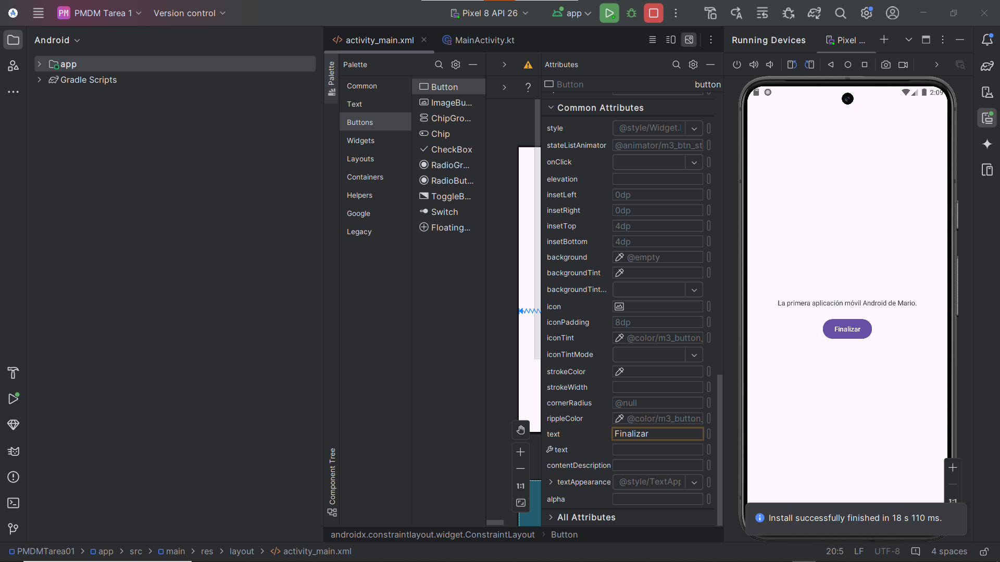 PM PMDM Tarea 1 Version control Pixel 8 API 26 app
Android
app
Gradle Scripts
activity_main.xml MainActivity.kt
Palette
Component Tree
Palette
Common
Text
Buttons
Widgets
Layouts
Containers
Helpers
Google
Legacy
Button
ImageBu...
ChipGro...
Chip
CheckBox
RadioGr...
RadioBut...
ToggleB...
Switch
Floating...
?
1:1
Attributes
Button button
Common Attributes
style @style/Widget.
stateListAnimator @animator/m3_btn_st
onClick
elevation
insetLeft 0dp
insetRight 0dp
insetTop 4dp
insetBottom 4dp
background @empty
backgroundTint
backgroundTint...
icon
iconPadding 8dp
iconTint @color/m3_button_
iconTintMode
strokeColor
strokeWidth
cornerRadius @null
rippleColor @color/m3_button_
text Finalizar
text
contentDescription
textAppearance @style/TextApp
alpha
All Attributes
androidx.constraintlayout.widget.ConstraintLayout Button
Running Devices Pixel ...
2:09
La primera aplicación móvil Android de Mario.
Finalizar
1:1
Install successfully finished in 18 s 110 ms.
PMDMTarea01 app src main res layout activity_main.xml
20:5 LF UTF-8 4 spaces